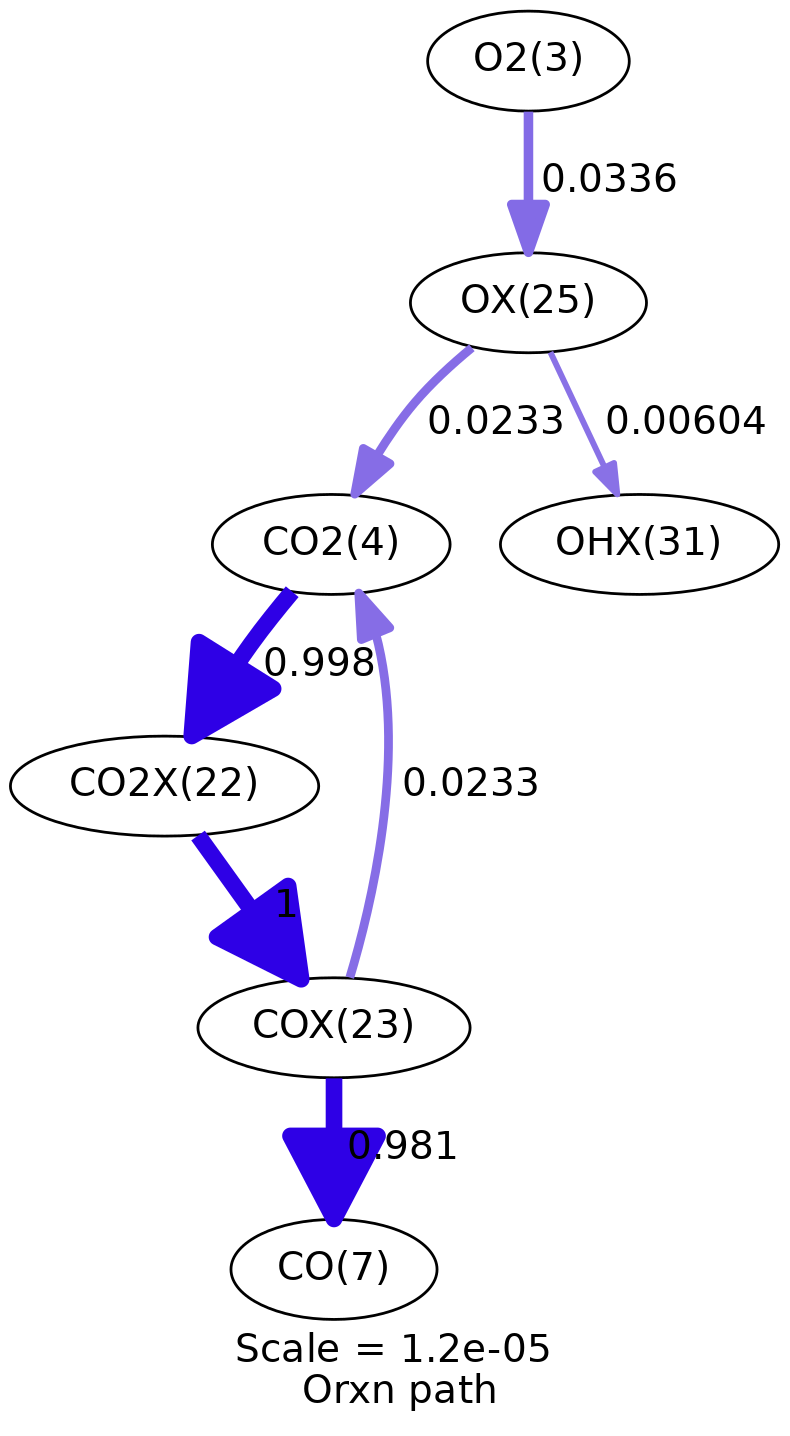 O2(3)
0.0336
OX(25)
0.0233
0.00604
CO2(4)
OHX(31)
0.998
CO2X(22)
0.0233
1
COX(23)
0.981
CO(7)
Scale = 1.2e-05
Orxn path